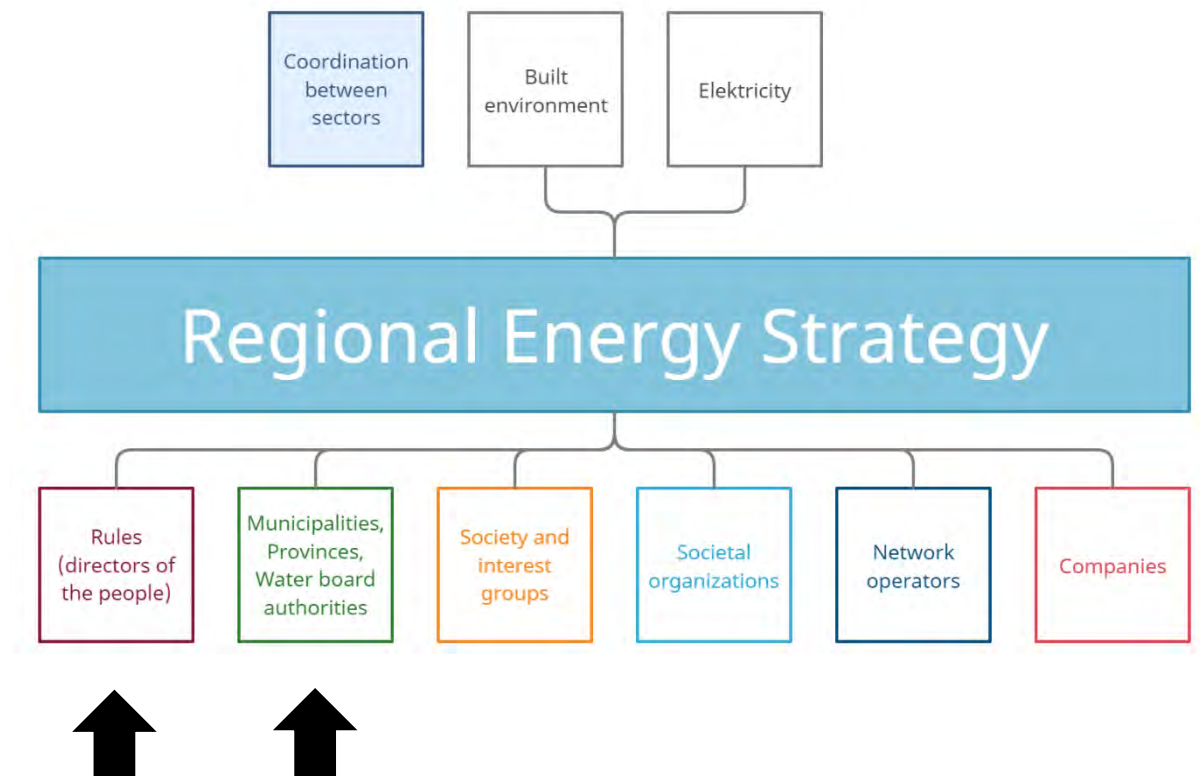 Coordination
between
sectors
Built
environment
Elektricity
Regional Energy Strategy
Rules
(directors of
the people)
Municipalities,
Provinces,
Water board
authorities
Society and
interest
groups
Societal
organizations
Network
operators
Companies